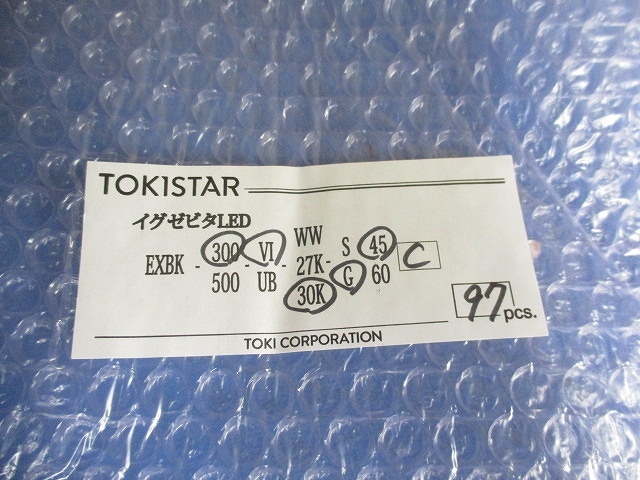 TOKISTAR
イグゼビタLED
WW
EXBK - 300 - VI - 27K - S 45 C
500 UB 30K G 60
97 pcs.
TOKI CORPORATION